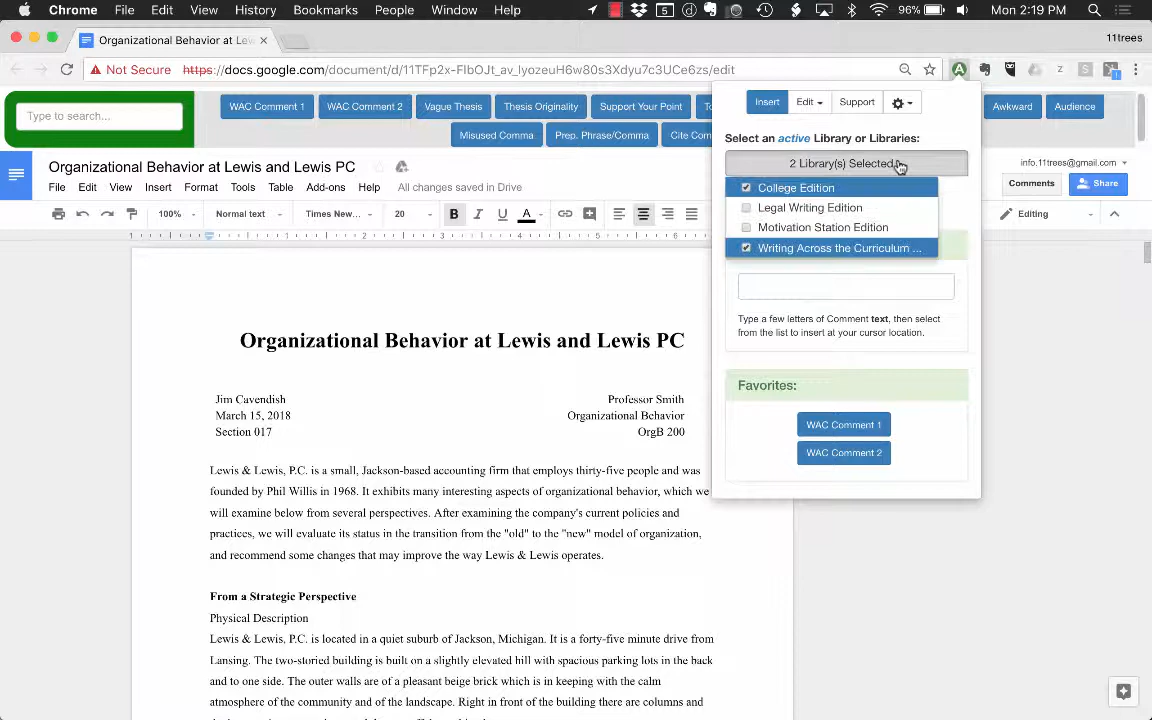 Chrome File Edit View History Bookmarks People Window Help 5 96% Mon 2:19 PM
Organizational Behavior at Lew 11trees
Not Secure https://docs.google.com/document/d/11TFp2x-FIbOJt_av_lyozeuH6w80s3Xdyu7c3UCe6zs/edit
Type to search...
WAC Comment 1 WAC Comment 2 Vague Thesis Thesis Originality Support Your Point Awkward Audience
Misused Comma Prep. Phrase/Comma Cite Com
Insert Edit Support
Select an active Library or Libraries:
2 Library(s) Selected
College Edition
Legal Writing Edition
Motivation Station Edition
Writing Across the Curriculum ...
Type a few letters of Comment text, then select
from the list to insert at your cursor location.
Favorites:
WAC Comment 1
WAC Comment 2
Organizational Behavior at Lewis and Lewis PC
info.11trees@gmail.com
File Edit View Insert Format Tools Table Add-ons Help All changes saved in Drive
Comments Share
100% Normal text Times New... 20 B I U A Editing
1 1 2 3 4 5 6
Organizational Behavior at Lewis and Lewis PC
Jim Cavendish Professor Smith
March 15, 2018 Organizational Behavior
Section 017 OrgB 200
Lewis & Lewis, P.C. is a small, Jackson-based accounting firm that employs thirty-five people and was
founded by Phil Willis in 1968. It exhibits many interesting aspects of organizational behavior, which we
will examine below from several perspectives. After examining the company's current policies and
practices, we will evaluate its status in the transition from the "old" to the "new" model of organization,
and recommend some changes that may improve the way Lewis & Lewis operates.
From a Strategic Perspective
Physical Description
Lewis & Lewis, P.C. is located in a quiet suburb of Jackson, Michigan. It is a forty-five minute drive from
Lansing. The two-storied building is built on a slightly elevated hill with spacious parking lots in the back
and to one side. The outer walls are of a pleasant beige brick which is in keeping with the calm
atmosphere of the community and of the landscape. Right in front of the building there are columns and